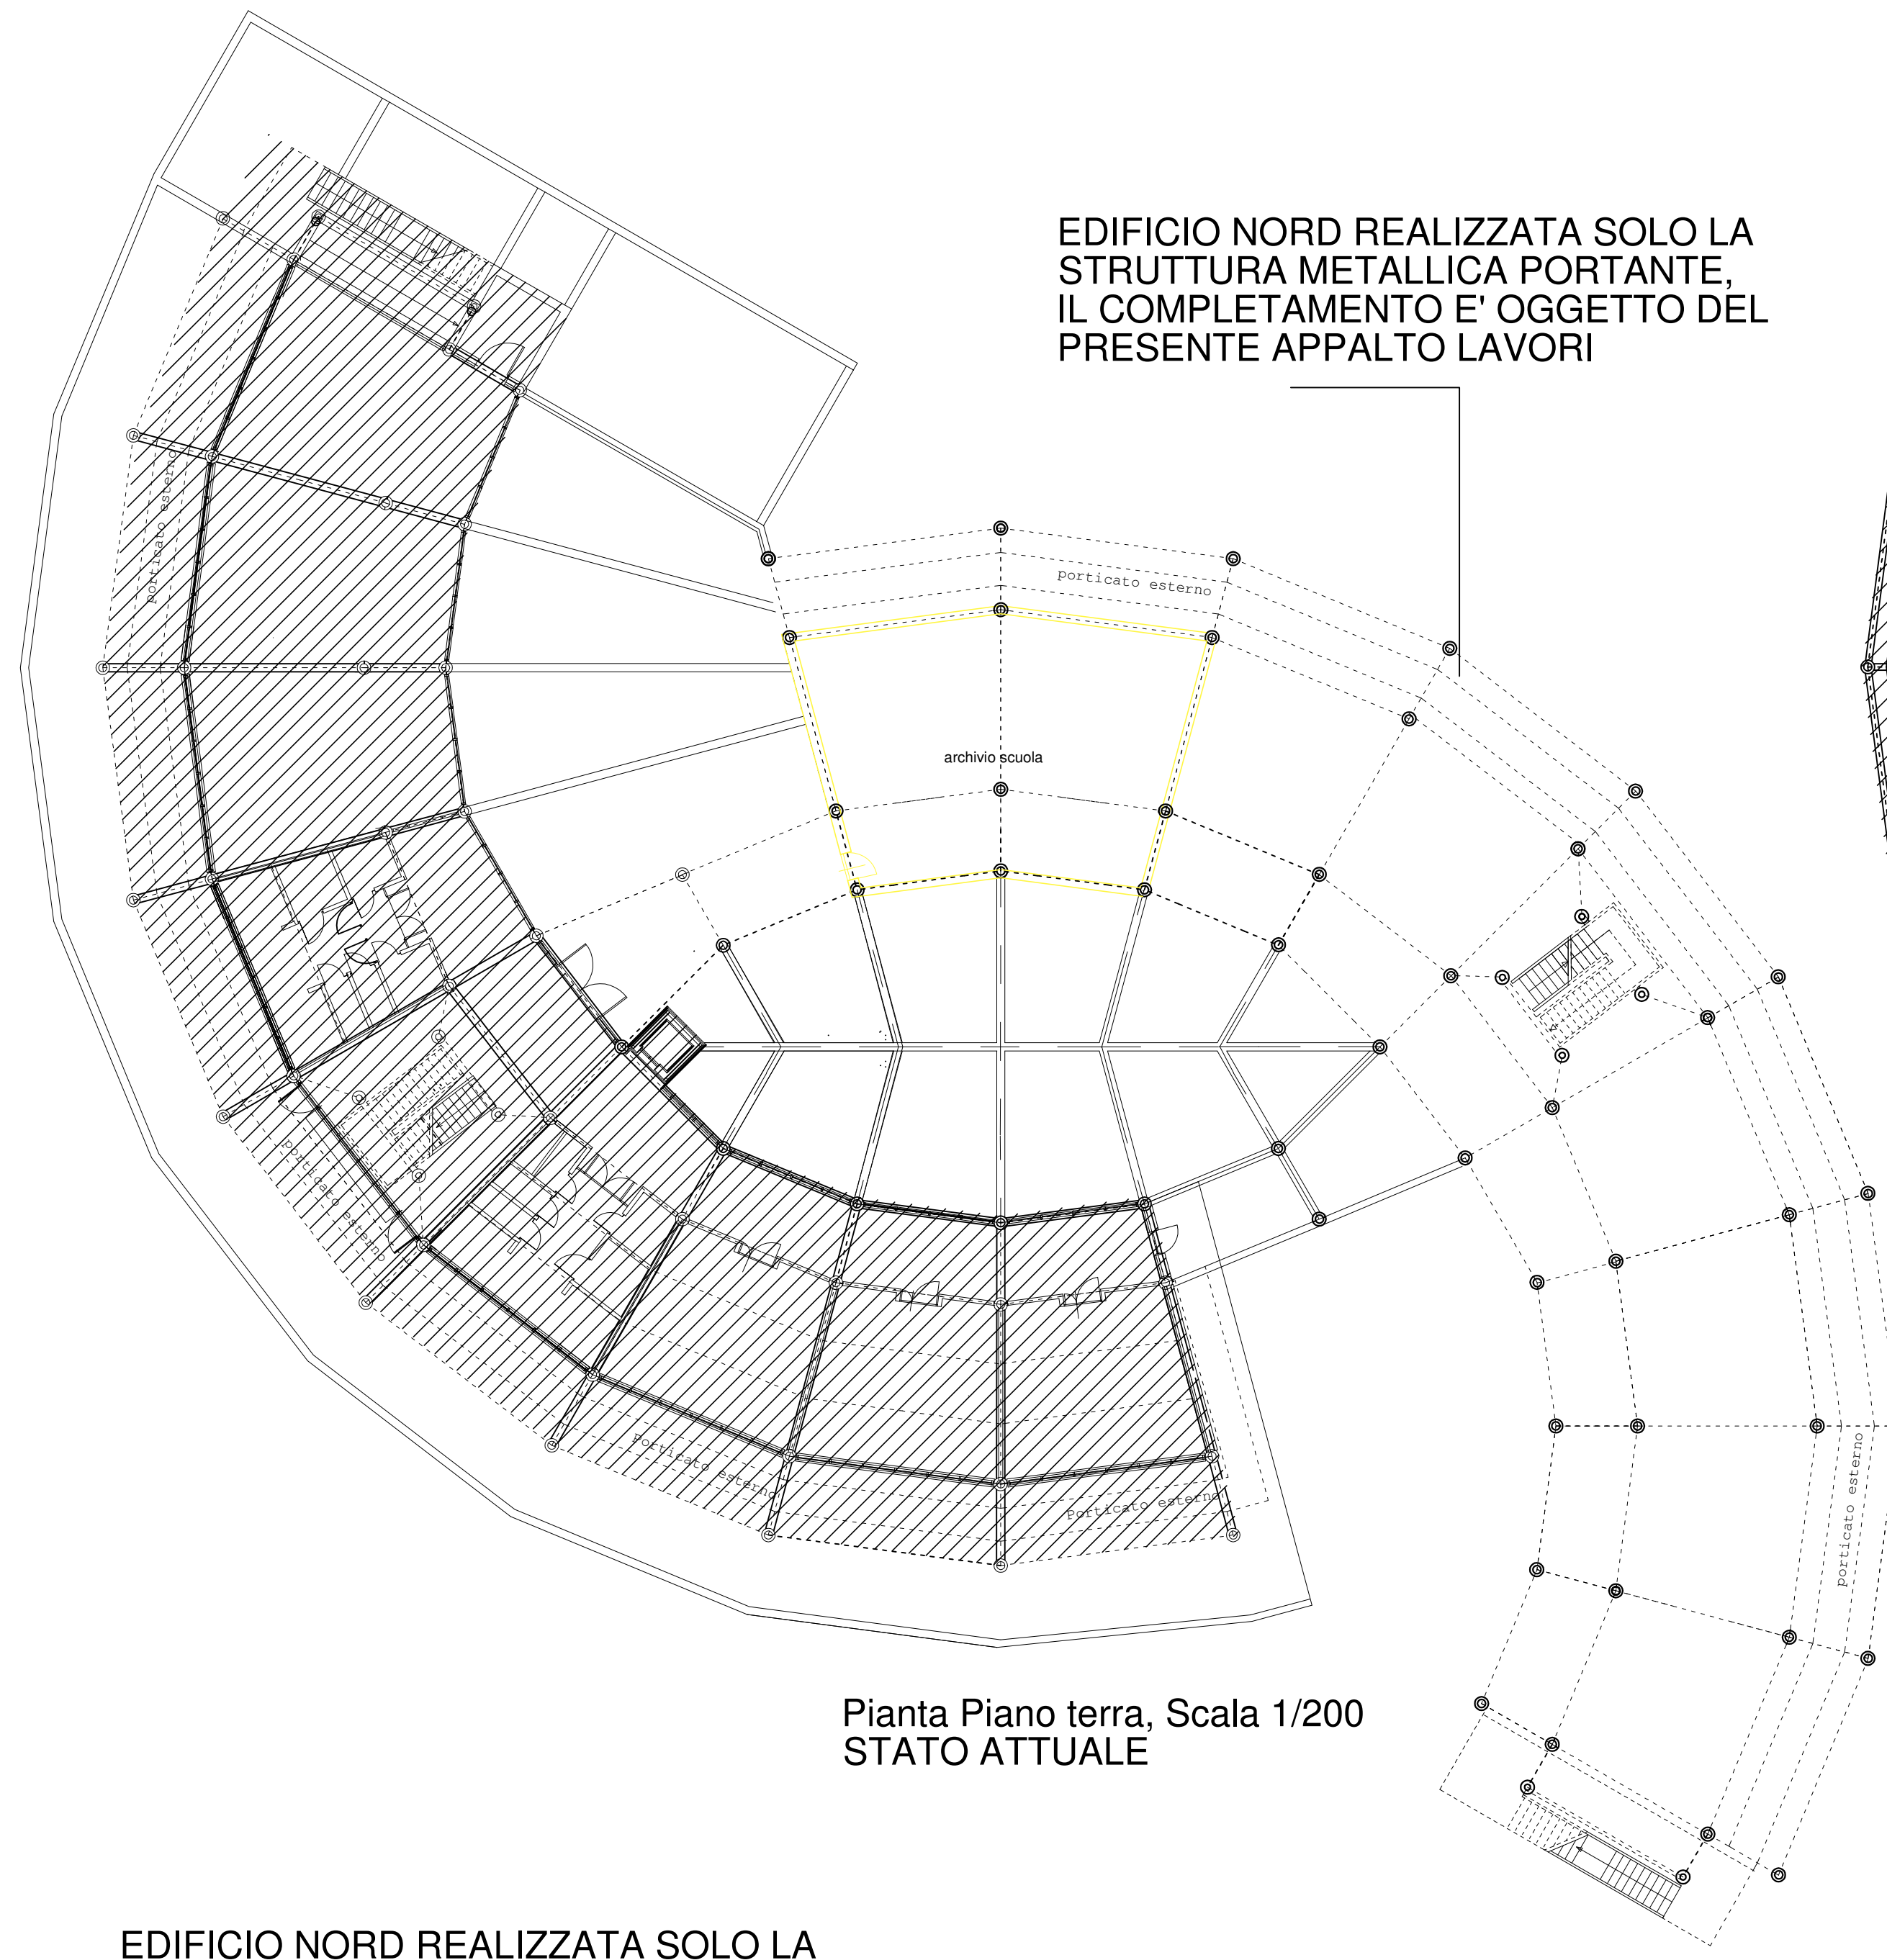 EDIFICIO NORD REALIZZATA SOLO LA
STRUTTURA METALLICA PORTANTE,
IL COMPLETAMENTO E' OGGETTO DEL
PRESENTE APPALTO LAVORI
porticato esterno
porticato esterno
archivio scuola
porticato esterno
Porticato esterno
Porticato esterno
porticato esterno
Pianta Piano terra, Scala 1/200
STATO ATTUALE
EDIFICIO NORD REALIZZATA SOLO LA